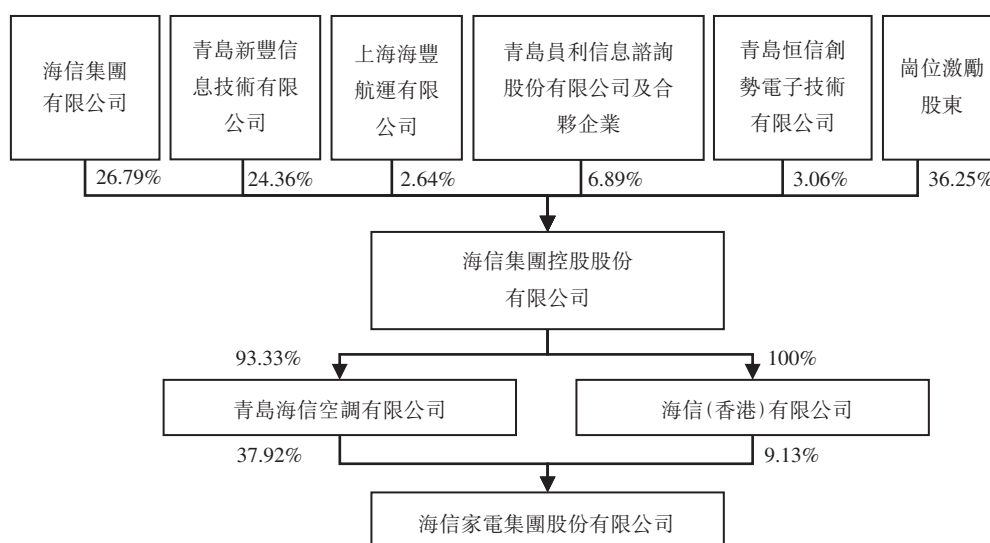 海信集團
有限公司
青島新豐信
息技術有限
公司
上海海豐
航運有限
公司
青島員利信息諮詢
股份有限公司及合
夥企業
青島恒信創
勢電子技術
有限公司
崗位激勵
股東
26.79%
24.36%
2.64%
6.89%
3.06%
36.25%
海信集團控股股份
有限公司
93.33%
100%
青島海信空調有限公司
海信(香港)有限公司
37.92%
9.13%
海信家電集團股份有限公司